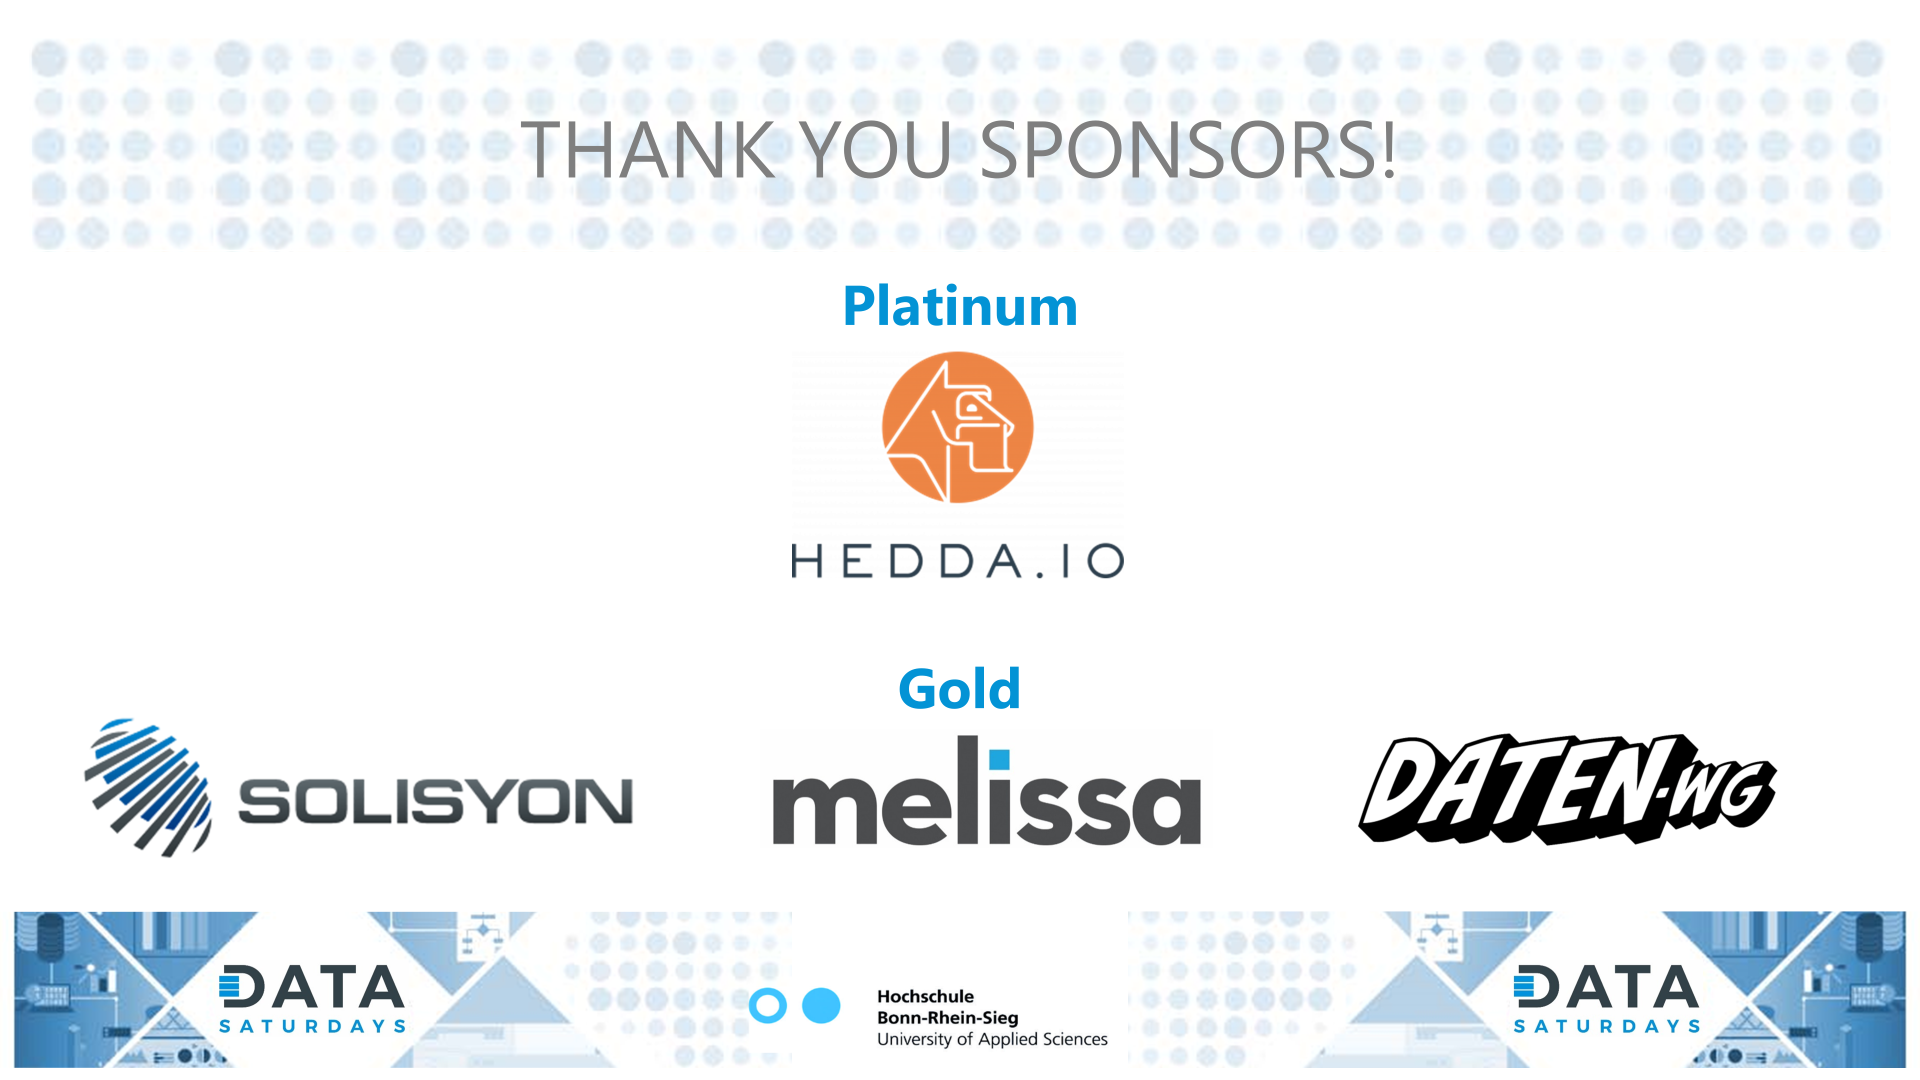 THANK YOU SPONSORS!
Platinum
HEDDA.IO
Gold
SOLISYON
melissa
DATEN-WG
DATA
SATURDAYS
Hochschule
Bonn-Rhein-Sieg
University of Applied Sciences
DATA
SATURDAYS